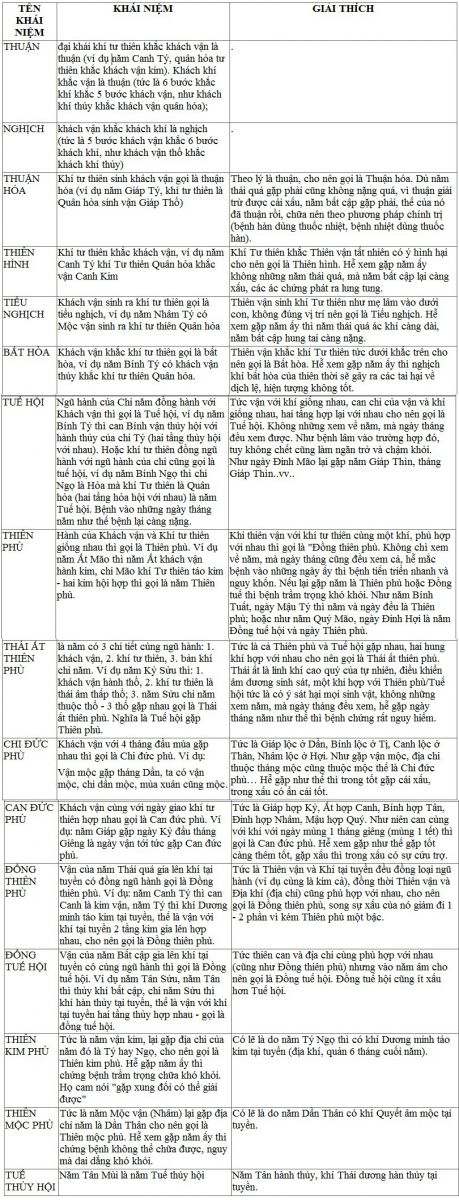 TÊN KHÁI NIỆM
KHÁI NIỆM
GIẢI THÍCH
THUẬN
đại khái khí tư thiên khắc khách vận là
thuận (ví dụ năm Canh Tý, quân hỏa tư
thiên khắc khách vận kim). Khách khí
khắc vận là thuận (tức là 6 bước khắc
khí khắc 5 bước khách vận, như khách
khí thủy khắc khách vận quân hỏa);
.
NGHỊCH
khách vận khắc khách khí là nghịch
(tức là 5 bước khách vận khắc 6 bước
khách khí, như khách vận thổ khắc
khách khí thủy)
.
THUẬN
HÓA
Khí tư thiên sinh khách vận gọi là thuận
hóa (ví dụ năm Giáp Tý, khí tư thiên là
Quân hỏa sinh vận Giáp Thổ)
Theo lý là thuận, cho nên gọi là Thuận hóa. Dù năm
thái quá gặp phải cũng không nặng quá, vì thuận giải
trừ được cái xấu, năm bất cập gặp phải, thế của nó
đã thuận rồi, chữa nên theo phương pháp chính trị
(bệnh hàn dùng thuốc nhiệt, bệnh nhiệt dùng thuốc
hàn).
THIÊN
HÌNH
Khí tư thiên khắc khách vận, ví dụ năm
Canh Tý khí Tư thiên Quân hỏa khắc
vận Canh Kim
Khí Tư thiên khắc Thiên vận tất nhiên có ý hình hại
cho nên gọi là Thiên hình. Hễ xem gặp năm ấy
không những năm thái quá, mà năm bất cập lại càng
xấu, các ác chứng phát ra lung tung.
TIỂU
NGHỊCH
Khách vận sinh ra khí tư thiên gọi là
tiểu nghịch, ví dụ năm Nhâm Tý có
Mộc vận sinh ra khí tư thiên Quân hỏa
Thiên vận sinh khí Tư thiên như mẹ lâm vào dưới
con, không đúng vị trí nên gọi là Tiểu nghịch. Hễ
xem gặp năm ấy thì năm thái quá ác khí càng dài,
năm bất cập hung tai càng nặng.
BẤT HÒA
Khách vận khắc khí tư thiên gọi là bất
hòa, ví dụ năm Bính Tý có khách vận
thủy khắc khí tư thiên Quân hỏa.
Thiên vận khắc khí Tư thiên tức dưới khắc trên cho
nên gọi là Bất hòa. Hễ xem gặp năm ấy thì nghịch
khí bất hòa của thiên thời sẽ gây ra các tai hại về
dịch lệ, hiện tượng không tốt.
TUẾ HỘI
Ngũ hành của Chi năm đồng hành với
Khách vận thì gọi là Tuế hội, ví dụ năm
Bính Tý thì can Bính vận thủy hội với
hành thủy của chi Tý (hai tầng thủy hội
với nhau). Hoặc khí tư thiên đồng ngũ
hành với ngũ hành của chi cũng gọi là
tuế hội, ví dụ năm Bính Ngọ thì chi
Ngọ là Hỏa mà khí Tư thiên là Quân
hỏa (hai tầng hỏa hội với nhau) là năm
Tuế hội. Bệnh vào những ngày tháng
năm như thế bệnh lại càng nặng.
Tức vận với khí giống nhau, can chi của vận và khí
giống nhau, hai tầng hợp lại với nhau cho nên gọi là
Tuế hội. Không những xem về năm, mà ngày tháng
đều xem được. Như bệnh lâm vào trường hợp đó,
tuy không chết cũng làm ngăn trở và chậm khỏi.
Như ngày Đinh Mão lại gặp năm Giáp Thìn, tháng
Giáp Thìn..vv..
THIÊN
PHÙ
Hành của Khách vận và Khí tư thiên
giống nhau thì gọi là Thiên phù. Ví dụ
năm Ất Mão thì năm Ất khách vận
hành kim, chi Mão khí Tư thiên táo kim
- hai kim hội hợp thì gọi là năm Thiên
phù.
Khi thiên vận với khí tư thiên cùng một khí, phù hợp
với nhau thì gọi là "Đồng thiên phù. Không chỉ xem
về năm, mà ngày tháng cũng đều xem cả, hễ mắc
bệnh vào những ngày ấy thì bệnh tiến triển nhanh và
nguy khốn. Nếu lại gặp năm là Thiên phù hoặc Đồng
tuế thì bệnh trầm trọng khó khỏi. Như năm Bính
Tuất, ngày Mậu Tý thì năm và ngày đều là Thiên
phù; hoặc như năm Quý Mão, ngày Đinh Hợi là năm
Đồng tuế hội và ngày Thiên phù.
THÁI ẤT
THIÊN PHÙ
là năm có 3 chi tiết cùng ngũ hành: 1.
khách vận, 2. khí tư thiên, 3. bản khí
chi năm. Ví dụ năm Kỷ Sửu thì: 1.
khách vận hành thổ, 2. khí tư thiên là
thái âm thấp thổ; 3. năm Sửu chi năm
thuộc thổ - 3 thổ gặp nhau gọi là Thái
ất thiên phù. Nghĩa là Tuế hội gặp
Thiên phù.
Tức là cả Thiên phù và Tuế hội gặp nhau, hai hung
khí hợp với nhau cho nên gọi là Thái ất thiên phù.
Thái ất là linh khí cao quý của tự nhiên, điều khiển
âm dương sinh sát, một khi hợp với Thiên phù/Tuế
hội tức là có ý sát hại mọi sinh vật, không những
xem năm, mà ngày tháng đều xem, hễ gặp ngày
tháng năm như thế thì bệnh chứng rất nguy hiểm.
CHI ĐỨC
PHÙ
Khách vận với 4 tháng đầu mùa gặp
nhau thì gọi là Chi đức phù. Ví dụ:
Vận mộc gặp tháng Dần, ta có vận
mộc, chi dần mộc, mùa xuân cũng mộc.
Tức là Giáp lộc ở Dần, Bính lộc ở Tị, Canh lộc ở
Thân, Nhâm lộc ở Hợi. Như gặp vận mộc, địa chi
thuộc tháng mộc cũng thuộc mộc thế là Chi đức
phù… Hễ gặp như thế thì trong tốt gặp cái xấu,
trong xấu có ẩn cái tốt.
CAN ĐỨC
PHÙ
Khách vận cùng với ngày giao khí tư
thiên hợp nhau gọi là Can đức phù. Ví
dụ: năm Giáp gặp ngày Kỷ đầu tháng
Giêng là ngày vận tới tức gặp Can đức
phù.
Tức là Giáp hợp Kỷ, Ất hợp Canh, Bính hợp Tân,
Đinh hợp Nhâm, Mậu hợp Quý. Như niên can cùng
với khí với ngày mùng 1 tháng giêng (mùng 1 tết) thì
gọi là Can đức phù. Hễ xem gặp như thế gặp tốt
càng thêm tốt, gặp xấu thì trong xấu có sự cứu trợ.
ĐỒNG
THIÊN PHÙ
Vận của năm Thái quá gia lên khí tại
tuyền có đồng ngũ hành gọi là Đồng
thiên phù. Ví dụ: năm Canh Tý thì can
Canh là kim vận, năm Tý thì khí Dương
minh táo kim tại tuyền, thế là vận với
khí tại tuyền 2 tầng kim gia lên hợp
nhau, cho nên gọi là Đồng thiên phù.
Tức là Thiên vận và Khí tại tuyền đều đồng loại ngũ
hành (ví dụ cùng là kim cả), đồng thời Thiên vận và
Địa khí (địa chi) cũng phù hợp với nhau, cho nên
gọi là Đồng thiên phù, song sự xấu của nó giảm đi 1
- 2 phần vì kém Thiên phù một bậc.
ĐỒNG
TUẾ HỘI
Vận của năm Bất cập gia lên khí tại
tuyền có cùng ngũ hành thì gọi là Đồng
tuế hội. Ví dụ năm Tân Sửu, năm Tân
thì thủy khí bất cập, chi năm Sửu thì
khí hàn thủy tại tuyền, thế là vận với khí
tại tuyền hai tầng thủy hợp nhau - gọi là
đồng tuế hội.
Tức thiên can và địa chi cùng phù hợp với nhau
(cũng như Đồng thiên phù) nhưng vào năm âm cho
nên gọi là Đồng tuế hội. Đồng tuế hội cũng ít xấu
hơn Tuế hội.
THIÊN
KIM PHÙ
Tức là năm vận kim, lại gặp địa chi của
năm đó là Tý hay Ngọ, cho nên gọi là
Thiên kim phù. Hễ gặp năm ấy thì
chứng bệnh trầm trọng chữa khó khỏi.
Họ cam nói "gặp xung đối có thể giải
được"
Có lẽ là do năm Tý Ngọ thì có khí Dương minh táo
kim tại tuyền (địa khí, quản 6 tháng cuối năm).
THIÊN
MỘC PHÙ
Tức là năm Mộc vận (Nhâm) lại gặp địa
chi năm là Dần Thân cho nên gọi là
Thiên mộc phù. Hễ xem gặp năm ấy thì
chứng bệnh không thể chữa được, nguy
mà dai dẳng khó khỏi.
Có lẽ là do năm Dần Thân có khí Quyết âm mộc tại
tuyền.
TUẾ
THỦY HỘI
Năm Tân Mùi là năm Tuế thủy hội
Năm Tân hành thủy, khí Thái dương hàn thủy tại
tuyền.